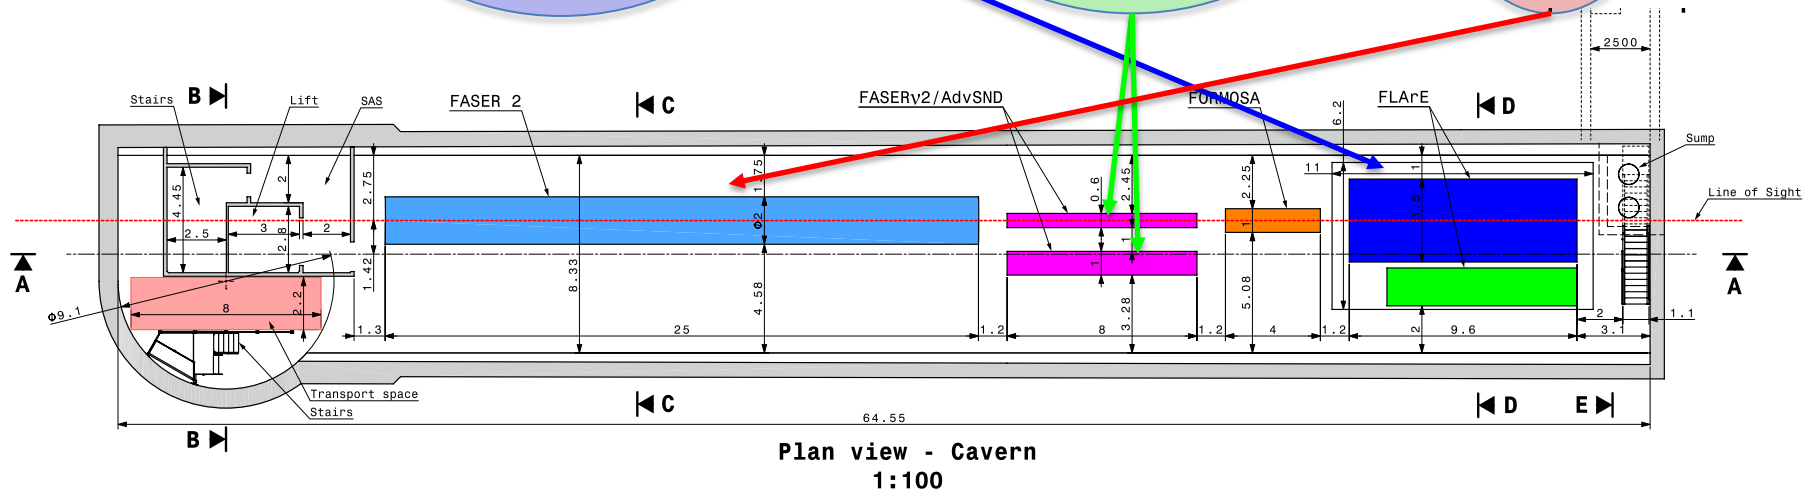 2500
B
Stairs
Lift
SAS
FASER 2
C
FASERν2/AdvSND
FORMOSA
FLArE
D
6.2
Sump
Line of Sight
11
1
2.75
1.75
0.6
2.45
2.25
4.45
2
2.5
3
2.8
2
Φ2
1
3.5
A
1.42
8.33
4.58
1
1
3.28
5.08
2
A
Φ9.1
8
2.2
1.3
25
1.2
8
1.2
4
1.2
9.6
2
3.1
1.1
Transport space
Stairs
C
D
E
64.55
B
Plan view - Cavern
1:100